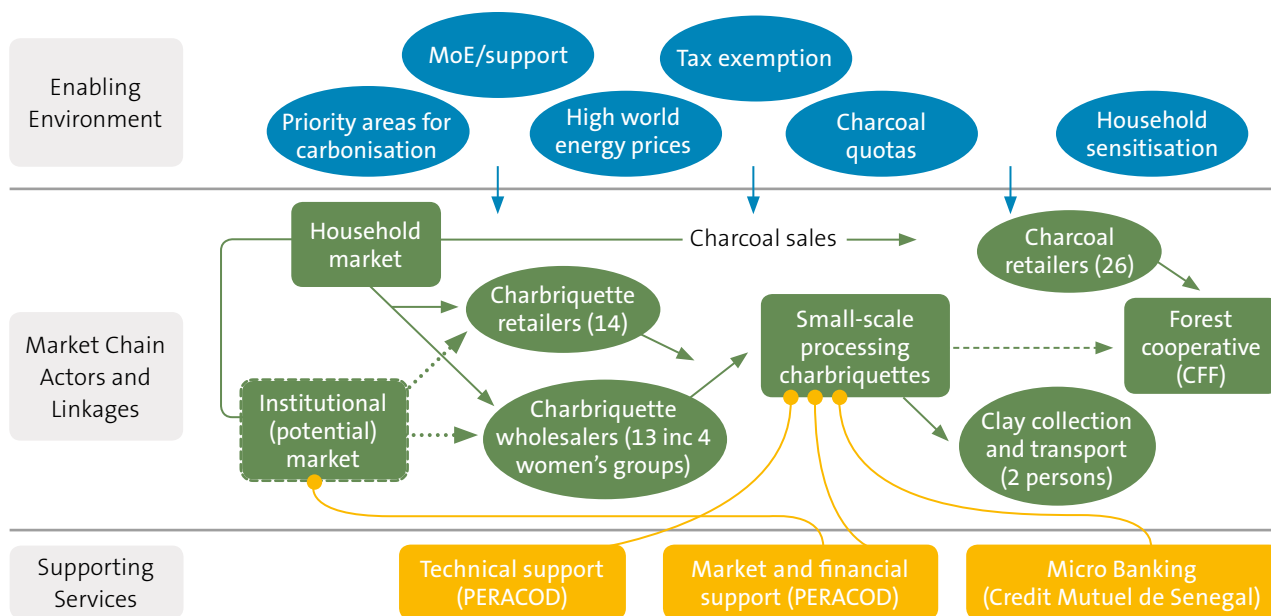 Enabling
Environment
MoE/support
Tax exemption
Priority areas for
carbonisation
High world
energy prices
Charcoal
quotas
Household
sensitisation
Market Chain
Actors and
Linkages
Household
market
Charcoal sales
Charcoal
retailers (26)
Charbriquette
retailers (14)
Small-scale
processing
charbriquettes
Forest
cooperative
(CFF)
Institutional
(potential)
market
Charbriquette
wholesalers (13 inc 4
women's groups)
Clay collection
and transport
(2 persons)
Supporting
Services
Technical support
(PERACOD)
Market and financial
support (PERACOD)
Micro Banking
(Credit Mutuel de Senegal)